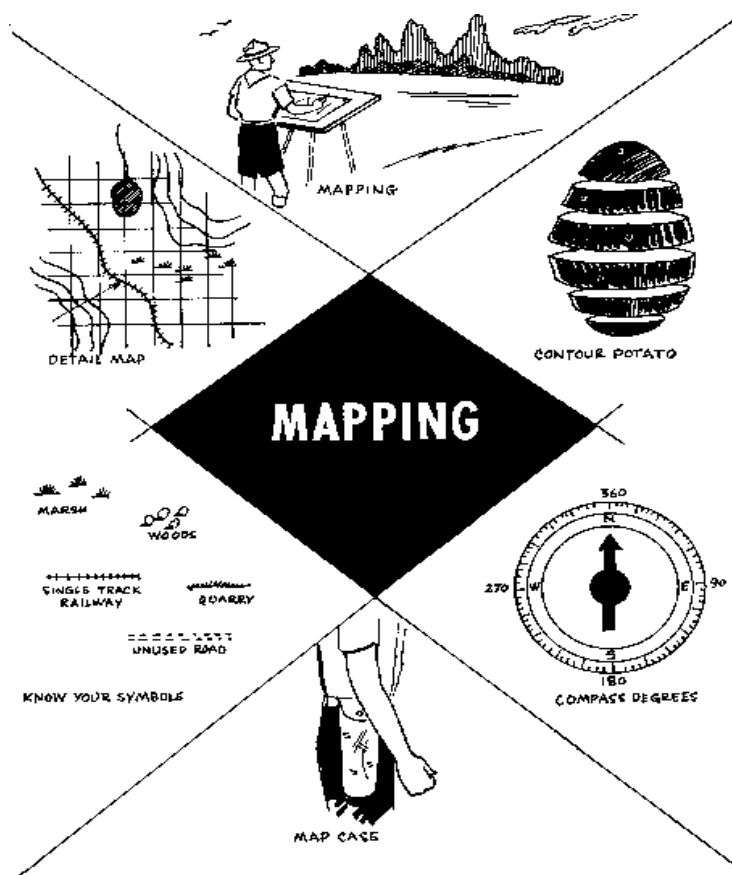 MAPPING
DETAIL MAP
CONTOUR POTATO
MAPPING
MARSH
WOODS
SINGLE TRACK
RAILWAY
QUARRY
UNUSED ROAD
KNOW YOUR SYMBOLS
360
N
270
W
E
90
S
180
COMPASS DEGREES
MAP CASE